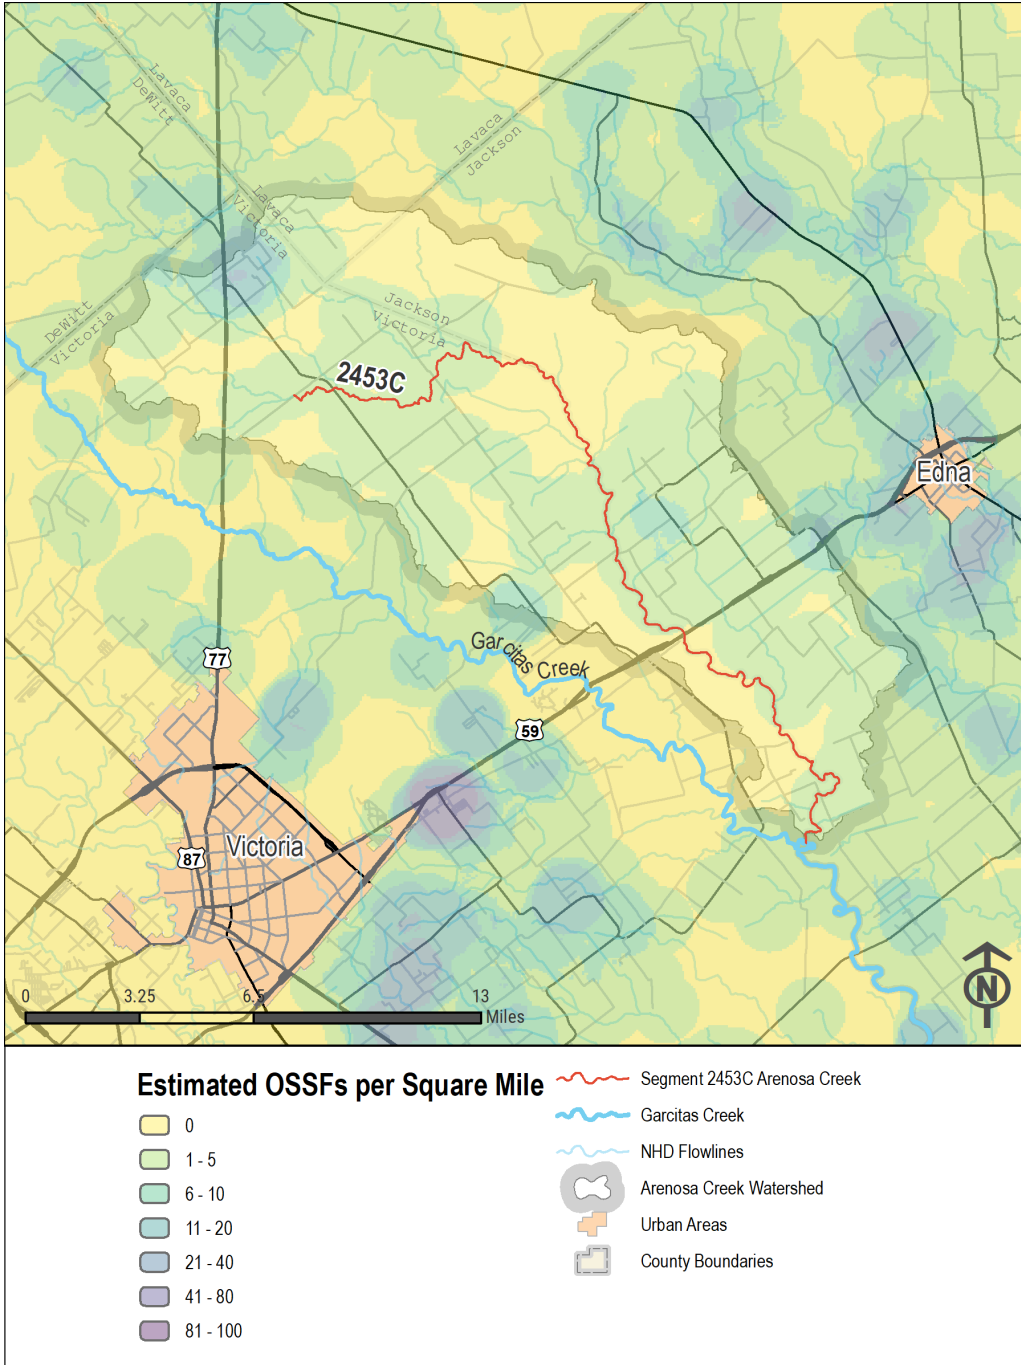 Lavaca
DeWitt
Lavaca
Jackson
Lavaca
Victoria
DeWitt
Victoria
Jackson
Victoria
2453C
Edna
77
Garcitas Creek
59
Victoria
87
N
0 3.25 6.5 13
Miles
Estimated OSSFs per Square Mile
0
1 - 5
6 - 10
11 - 20
21 - 40
41 - 80
81 - 100
Segment 2453C Arenosa Creek
Garcitas Creek
NHD Flowlines
Arenosa Creek Watershed
Urban Areas
County Boundaries